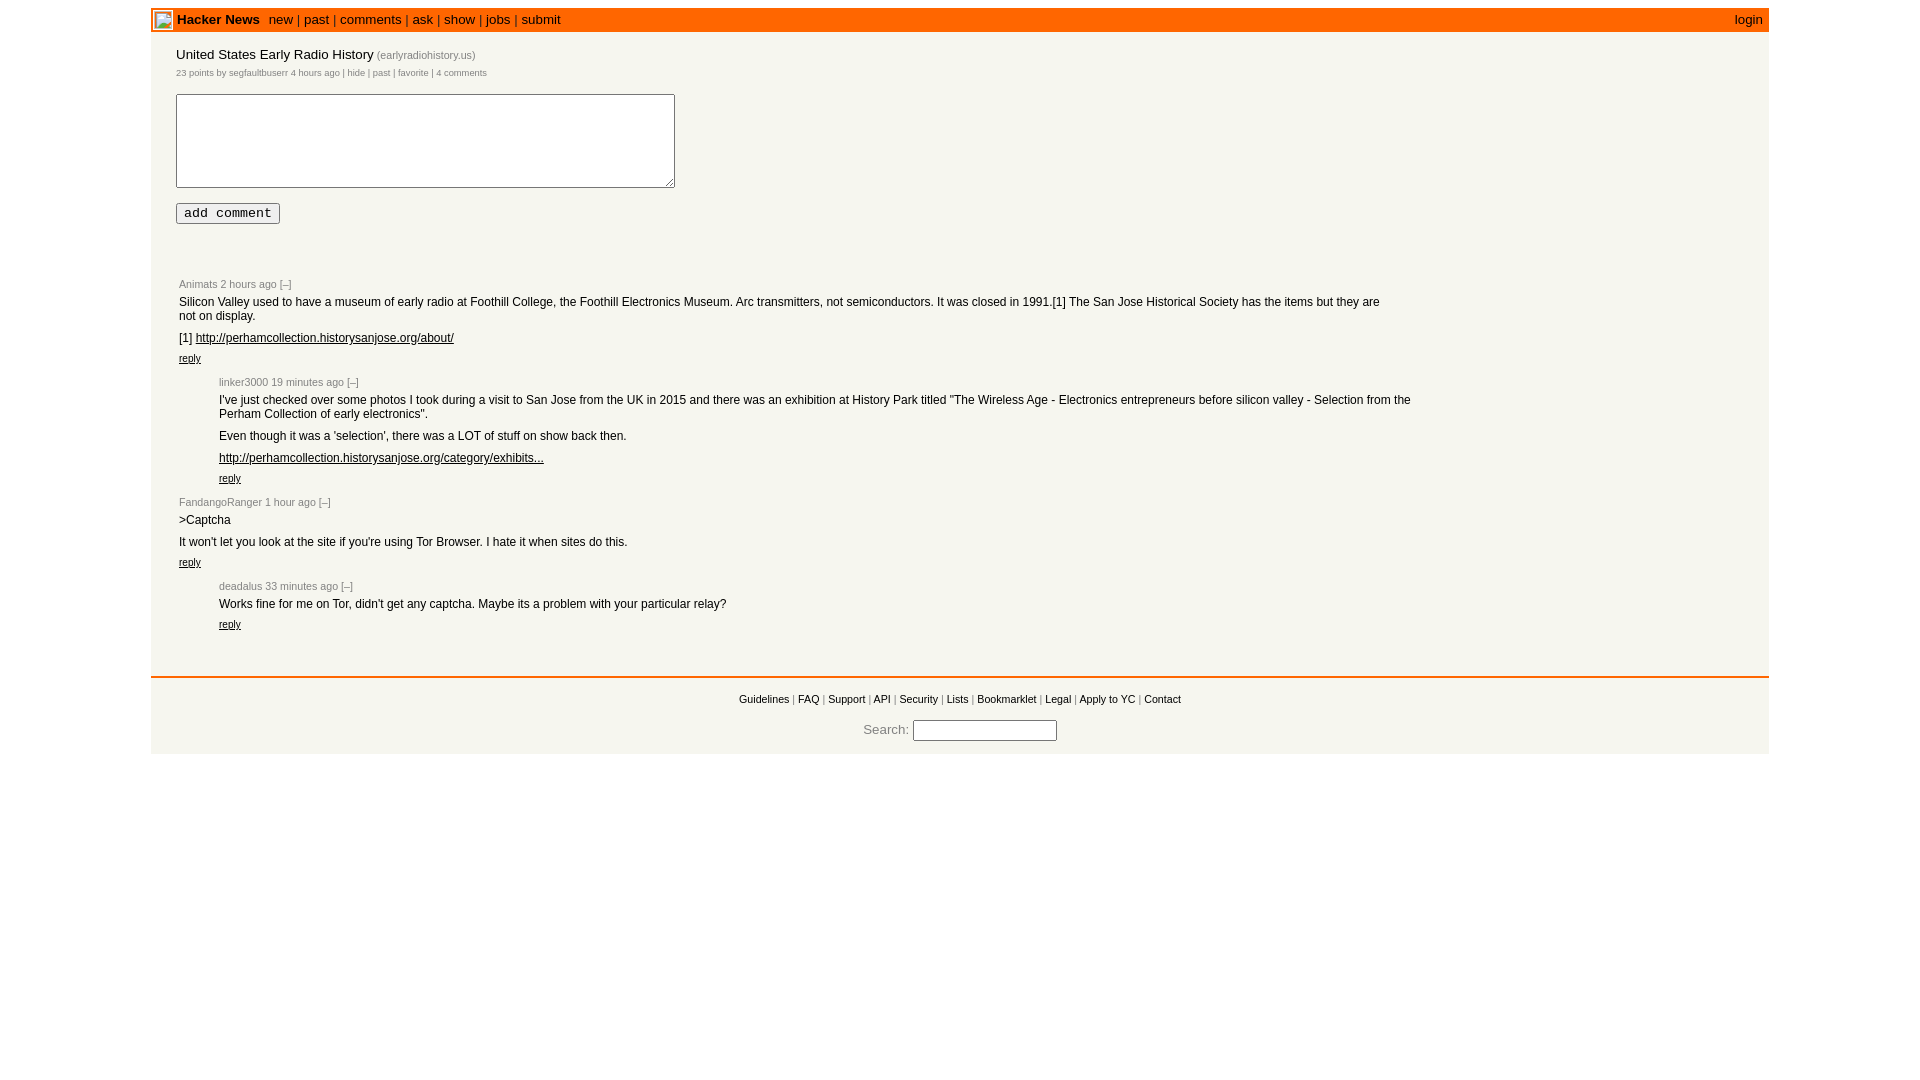 Hacker News new | past | comments | ask | show | jobs | submit login
United States Early Radio History (earlyradiohistory.us)
23 points by segfaultbuserr 4 hours ago | hide | past | favorite | 4 comments
add comment
Animats 2 hours ago [–]
Silicon Valley used to have a museum of early radio at Foothill College, the Foothill Electronics Museum. Arc transmitters, not semiconductors. It was closed in 1991.[1] The San Jose Historical Society has the items but they are
not on display.
[1] http://perhamcollection.historysanjose.org/about/
reply
linker3000 19 minutes ago [–]
I've just checked over some photos I took during a visit to San Jose from the UK in 2015 and there was an exhibition at History Park titled "The Wireless Age - Electronics entrepreneurs before silicon valley - Selection from the
Perham Collection of early electronics".
Even though it was a 'selection', there was a LOT of stuff on show back then.
http://perhamcollection.historysanjose.org/category/exhibits...
reply
FandangoRanger 1 hour ago [–]
>Captcha
It won't let you look at the site if you're using Tor Browser. I hate it when sites do this.
reply
deadalus 33 minutes ago [–]
Works fine for me on Tor, didn't get any captcha. Maybe its a problem with your particular relay?
reply
Guidelines | FAQ | Support | API | Security | Lists | Bookmarklet | Legal | Apply to YC | Contact
Search: